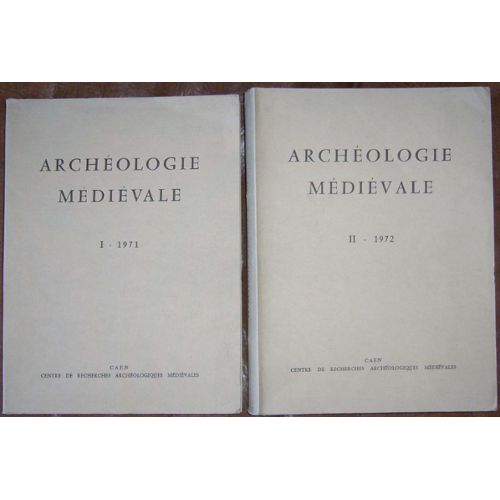 ARCHÉOLOGIE
MÉDIÉVALE
I - 1971
CAEN
CENTRE DE RECHERCHES ARCHÉOLOGIQUES MÉDIÉVALES
ARCHÉOLOGIE
MÉDIÉVALE
II - 1972
CAEN
CENTRE DE RECHERCHES ARCHÉOLOGIQUES MÉDIÉVALES